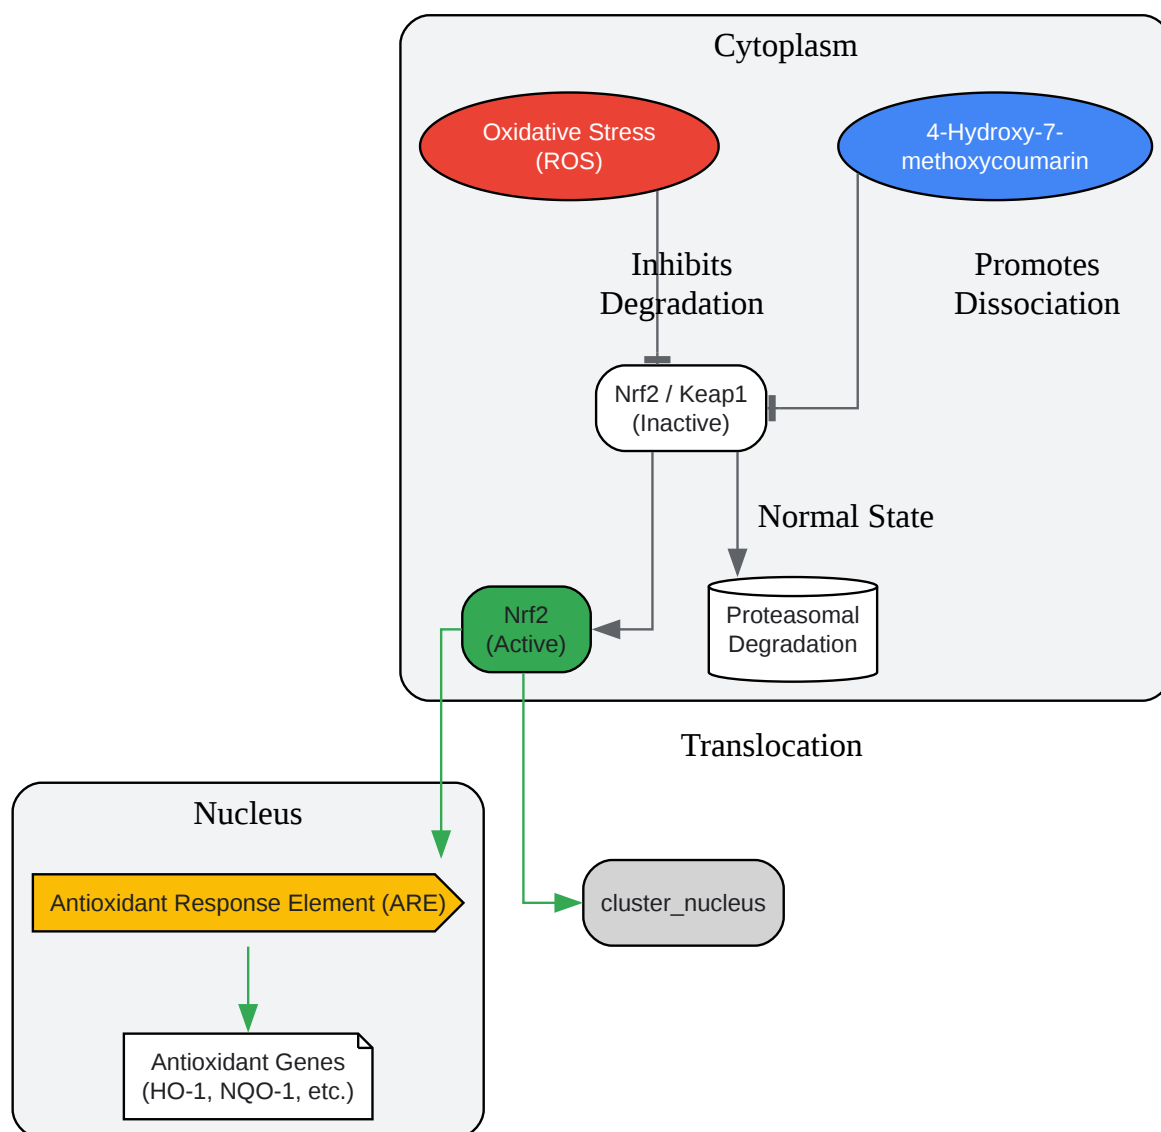 Cytoplasm
Oxidative Stress
(ROS)
4-Hydroxy-7-
methoxycoumarin
Inhibits
Degradation
Promotes
Dissociation
Nrf2 / Keap1
(Inactive)
Normal State
Nrf2
(Active)
Proteasomal
Degradation
Translocation
Nucleus
Antioxidant Response Element (ARE)
cluster_nucleus
Antioxidant Genes
(HO-1, NQO-1, etc.)